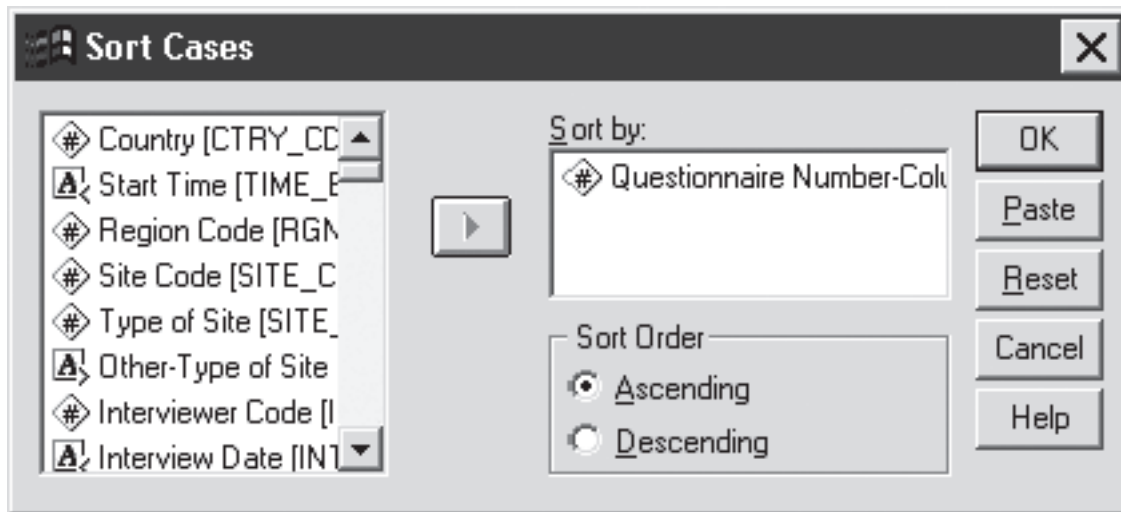 Sort Cases
Country [CTRY_CD
Start Time [TIME_B
Region Code [RGN
Site Code [SITE_C
Type of Site [SITE_
Other-Type of Site
Interviewer Code [I
Interview Date [INT
Sort by:
Questionnaire Number-Colu
Sort Order
Ascending
Descending
OK
Paste
Reset
Cancel
Help